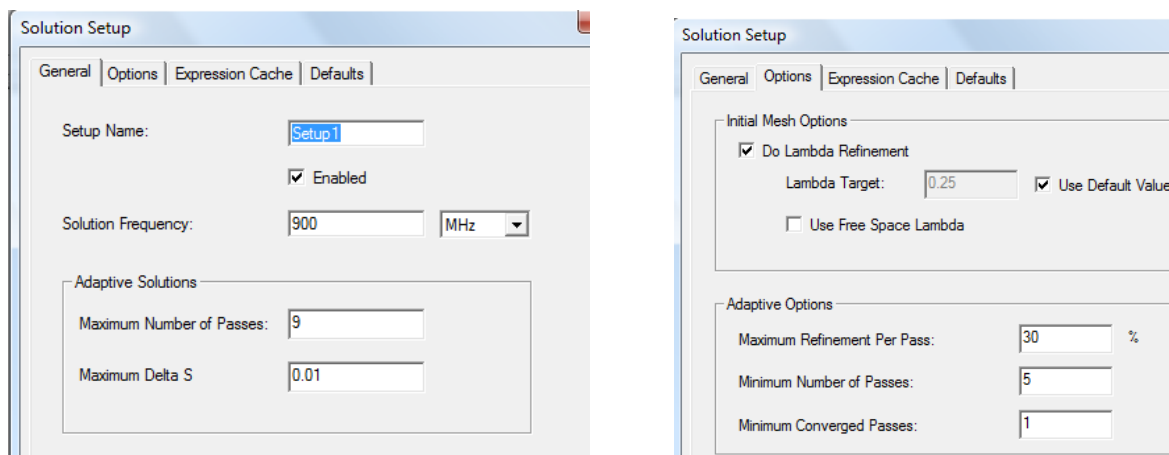 Solution Setup
General Options Expression Cache Defaults
Setup Name: Setup1
Enabled
Solution Frequency: 900 MHz
Adaptive Solutions
Maximum Number of Passes: 9
Maximum Delta S 0.01
Solution Setup
General Options Expression Cache Defaults
Initial Mesh Options
Do Lambda Refinement
Lambda Target: 0.25 Use Default Value
Use Free Space Lambda
Adaptive Options
Maximum Refinement Per Pass: 30 %
Minimum Number of Passes: 5
Minimum Converged Passes: 1